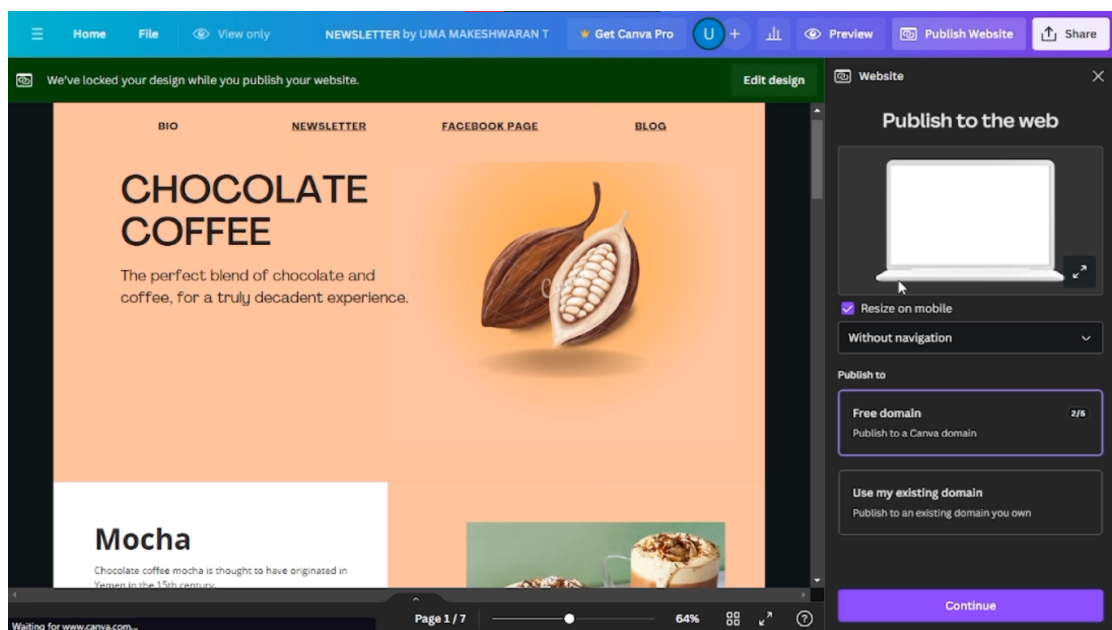 Home File View only NEWSLETTER by UMA MAKESHWARAN T Get Canva Pro U + Preview Publish Website Share
We've locked your design while you publish your website. Edit design
Website
Publish to the web
BIO NEWSLETTER FACEBOOK PAGE BLOG
CHOCOLATE
COFFEE
The perfect blend of chocolate and
coffee, for a truly decadent experience.
Resize on mobile
Without navigation
Publish to
Free domain 2/5
Publish to a Canva domain
Use my existing domain
Publish to an existing domain you own
Mocha
Chocolate coffee mocha is thought to have originated in
Yemen in the 15th century.
Continue
Page 1 / 7 64%
Waiting for www.canva.com...